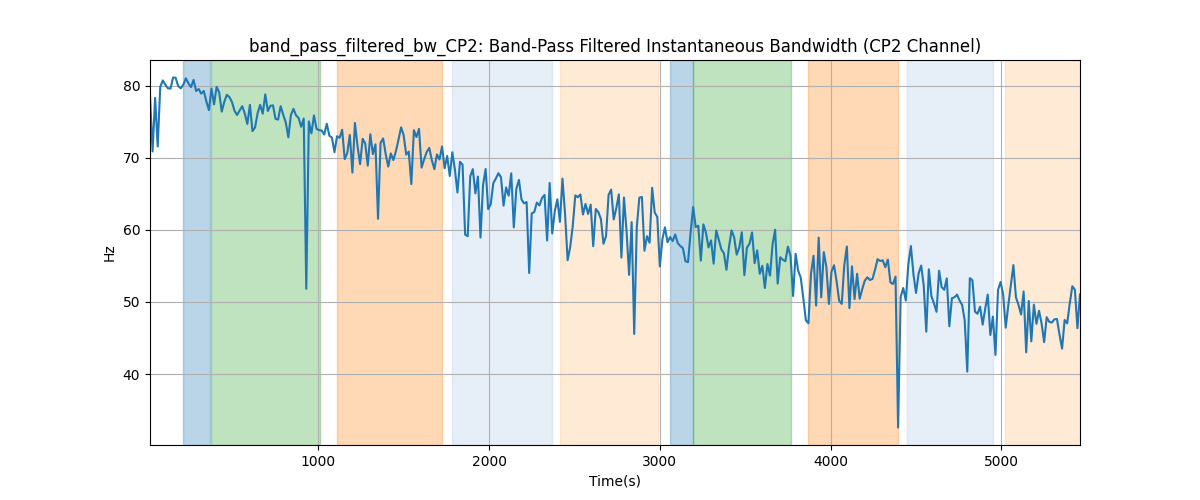 band_pass_filtered_bw_CP2: Band-Pass Filtered Instantaneous Bandwidth (CP2 Channel)
80
70
60
50
40
Hz
1000 2000 3000 4000 5000
Time(s)